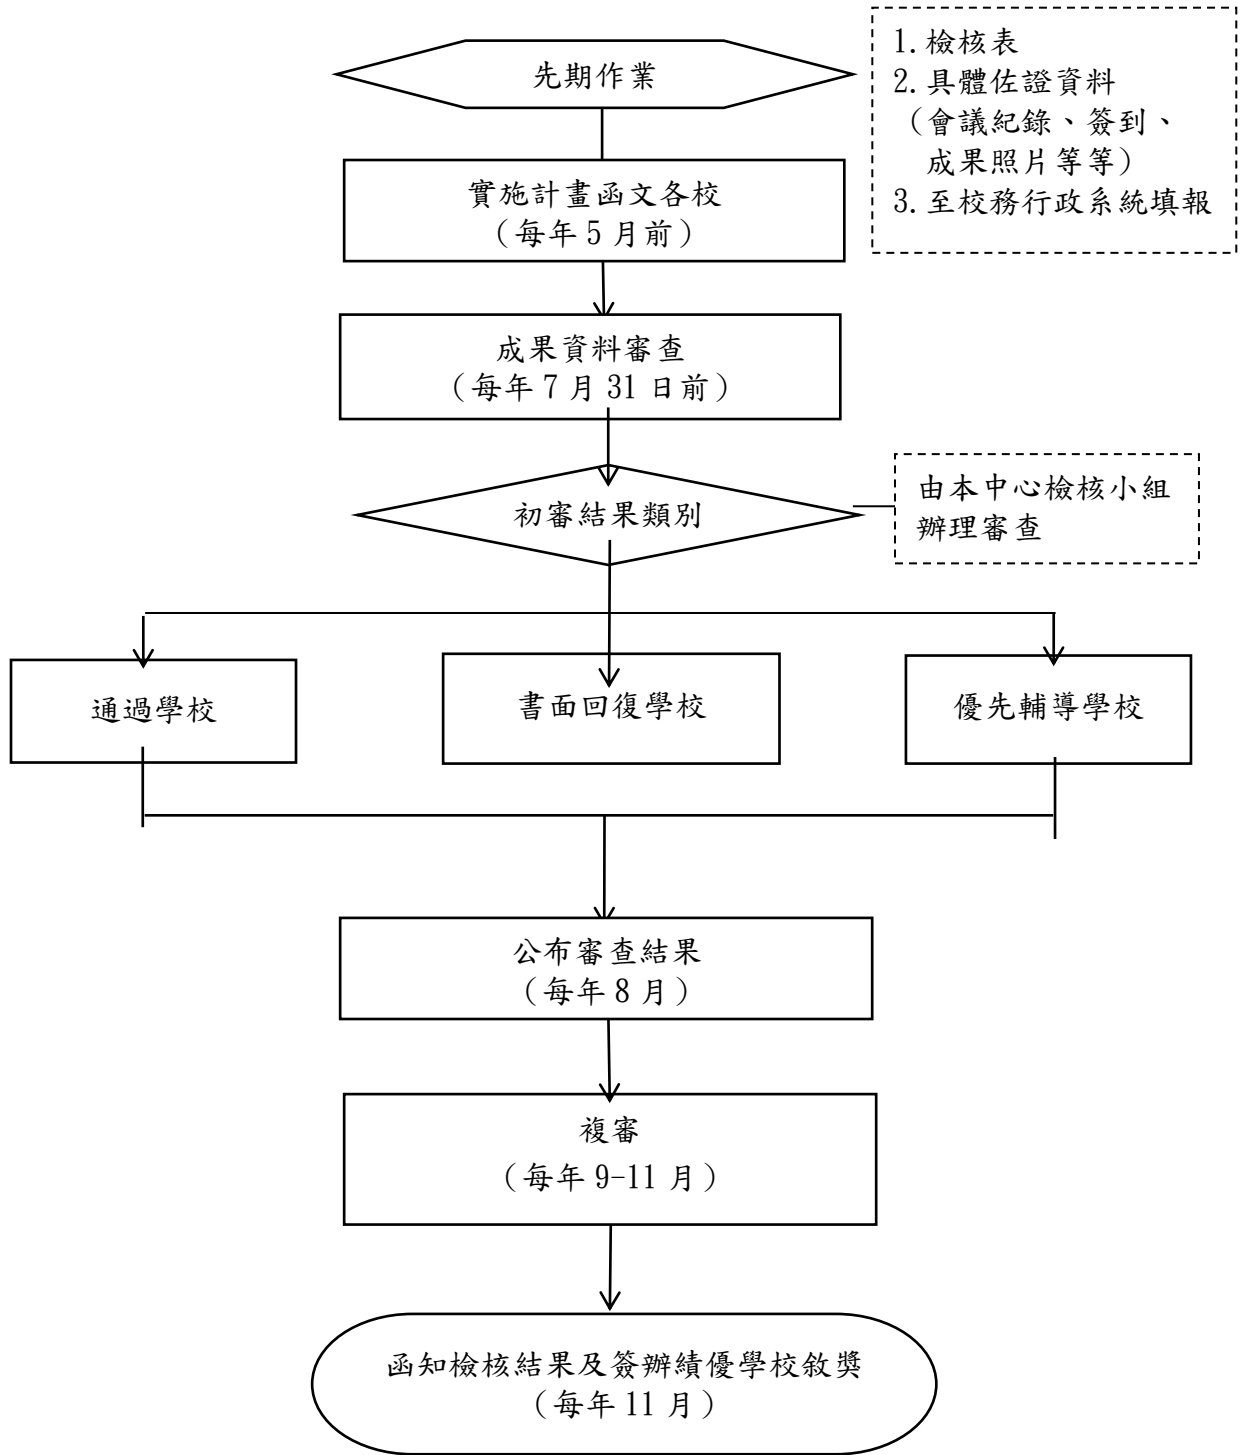 先期作業
1.檢核表
2.具體佐證資料
（會議紀錄、簽到、
成果照片等等）
3.至校務行政系統填報
實施計畫函文各校
（每年 5 月前）
成果資料審查
（每年 7 月 31 日前）
初審結果類別
由本中心檢核小組
辦理審查
通過學校
書面回復學校
優先輔導學校
公布審查結果
（每年 8 月）
複審
（每年 9-11 月）
函知檢核結果及簽辦績優學校敘獎
（每年 11 月）